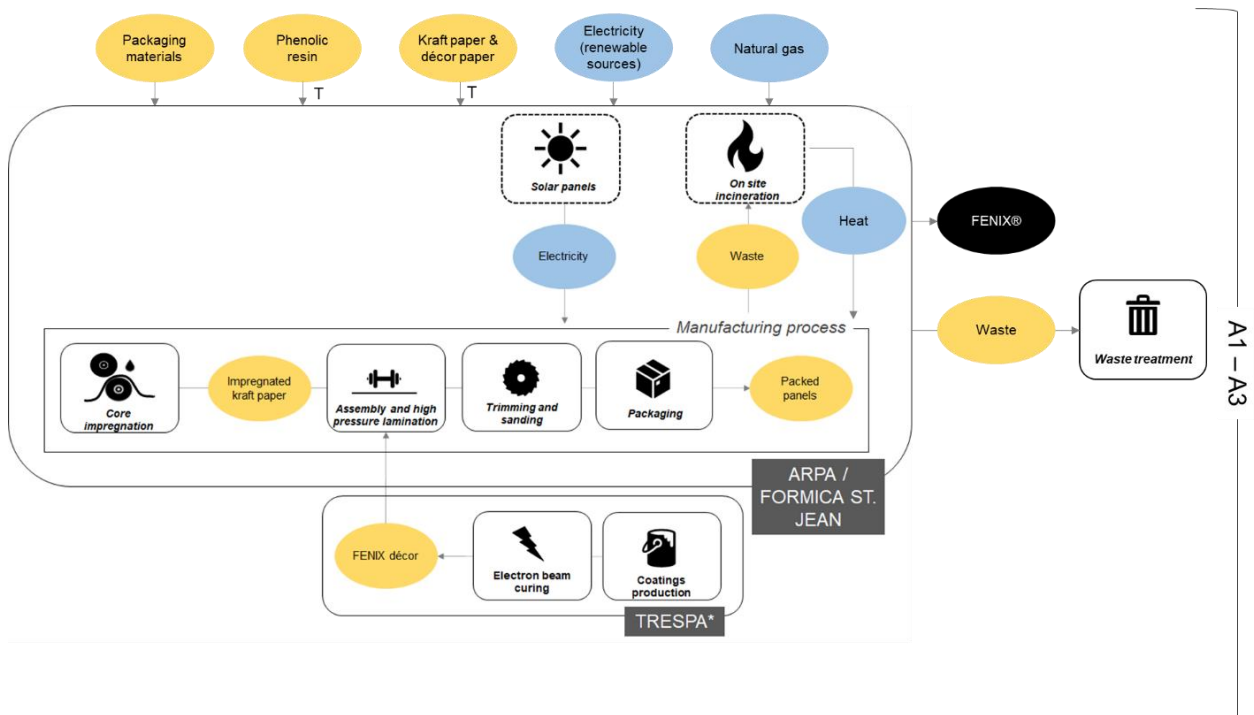 Packaging
materials
Phenolic
resin
Kraft paper &
décor paper
Electricity
(renewable
sources)
Natural gas
T
T
Solar panels
On site
incineration
Electricity
Waste
Heat
FENIX®
Manufacturing process
Waste
Waste treatment
A1 – A3
Core
impregnation
Impregnated
kraft paper
Assembly and high
pressure lamination
Trimming and
sanding
Packaging
Packed
panels
ARPA /
FORMICA ST.
JEAN
FENIX décor
Electron beam
curing
Coatings
production
TRESPA*